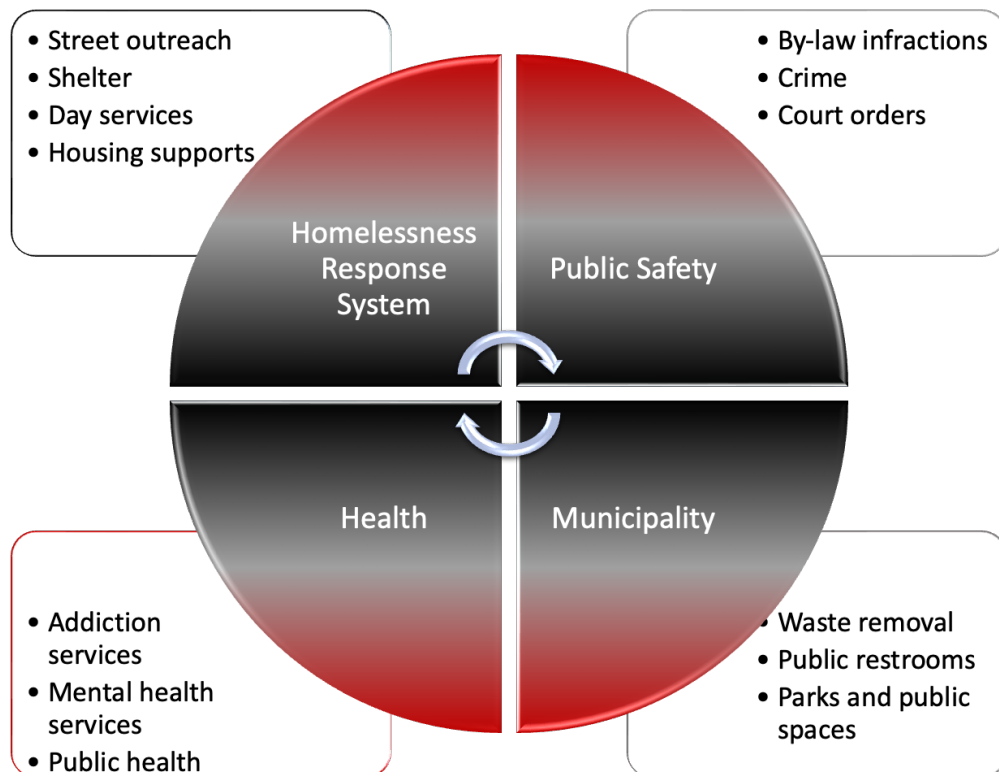 • Street outreach
• Shelter
• Day services
• Housing supports
• By-law infractions
• Crime
• Court orders
Homelessness
Response
System
Public Safety
Health
Municipality
• Addiction
services
• Mental health
services
• Public health
• Waste removal
• Public restrooms
• Parks and public
spaces